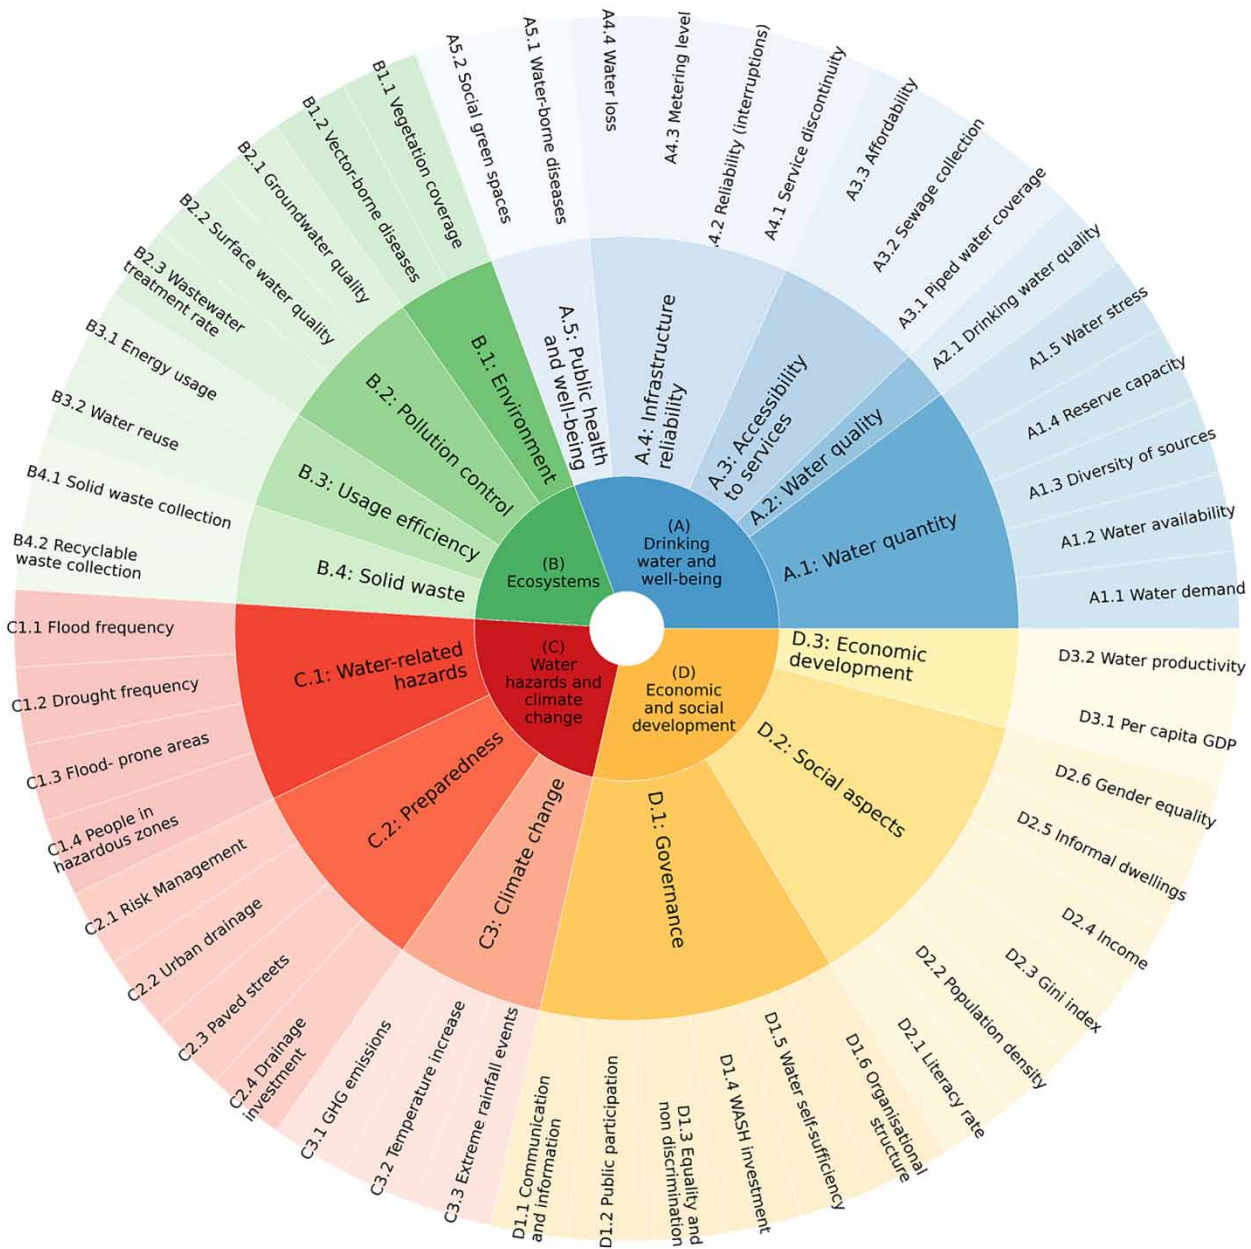 (A)
Drinking
water and
well-being
A.1: Water quantity
A1.1 Water demand
A1.2 Water availability
A1.3 Diversity of sources
A1.4 Reserve capacity
A1.5 Water stress
A.2: Water quality
A2.1 Drinking water quality
A.3: Accessibility
to services
A3.1 Piped water coverage
A3.2 Sewage collection
A3.3 Affordability
A.4: Infrastructure
reliability
A4.1 Service discontinuity
4.2 Reliability (interruptions)
A4.3 Metering level
A4.4 Water loss
A.5: Public health
and well-being
A5.1 Water-borne diseases
A5.2 Social green spaces
(B)
Ecosystems
B.1: Environment
B1.1 Vegetation coverage
B1.2 Vector-borne diseases
B.2: Pollution control
B2.1 Groundwater quality
B2.2 Surface water quality
B2.3 Wastewater
treatment rate
B.3: Usage efficiency
B3.1 Energy usage
B3.2 Water reuse
B.4: Solid waste
B4.1 Solid waste collection
B4.2 Recyclable
waste collection
(C)
Water
hazards and
climate
change
C.1: Water-related
hazards
C1.1 Flood frequency
C1.2 Drought frequency
C1.3 Flood- prone areas
C1.4 People in
hazardous zones
C.2: Preparedness
C2.1 Risk Management
C2.2 Urban drainage
C2.3 Paved streets
C2.4 Drainage
investment
C3: Climate change
C3.1 GHG emissions
C3.2 Temperature increase
C3.3 Extreme rainfall events
(D)
Economic
and social
development
D.1: Governance
D1.1 Communication
and information
D1.2 Public participation
D1.3 Equality and
non discrimination
D1.4 WASH investment
D1.5 Water self-sufficiency
D1.6 Organisational
structure
D.2: Social aspects
D2.1 Literacy rate
D2.2 Population density
D2.3 Gini index
D2.4 Income
D2.5 Informal dwellings
D2.6 Gender equality
D.3: Economic
development
D3.1 Per capita GDP
D3.2 Water productivity